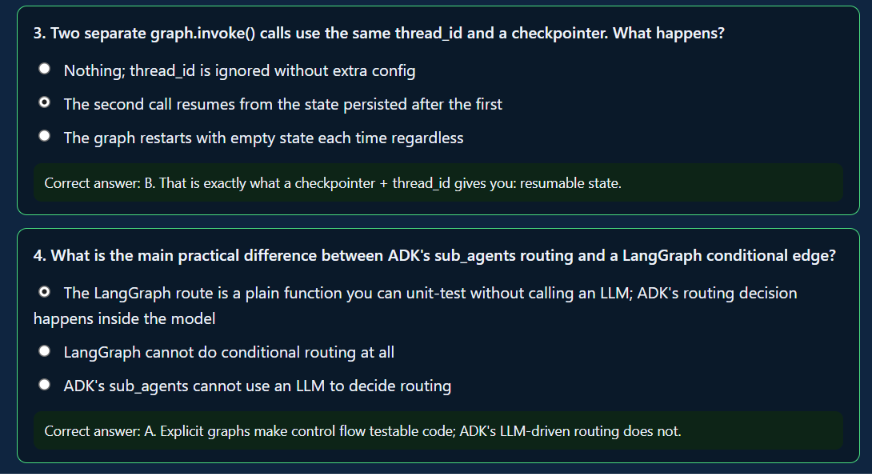 3. Two separate graph.invoke() calls use the same thread_id and a checkpointer. What happens?
Nothing; thread_id is ignored without extra config
The second call resumes from the state persisted after the first
The graph restarts with empty state each time regardless
Correct answer: B. That is exactly what a checkpointer + thread_id gives you: resumable state.
4. What is the main practical difference between ADK's sub_agents routing and a LangGraph conditional edge?
The LangGraph route is a plain function you can unit-test without calling an LLM; ADK's routing decision
happens inside the model
LangGraph cannot do conditional routing at all
ADK's sub_agents cannot use an LLM to decide routing
Correct answer: A. Explicit graphs make control flow testable code; ADK's LLM-driven routing does not.